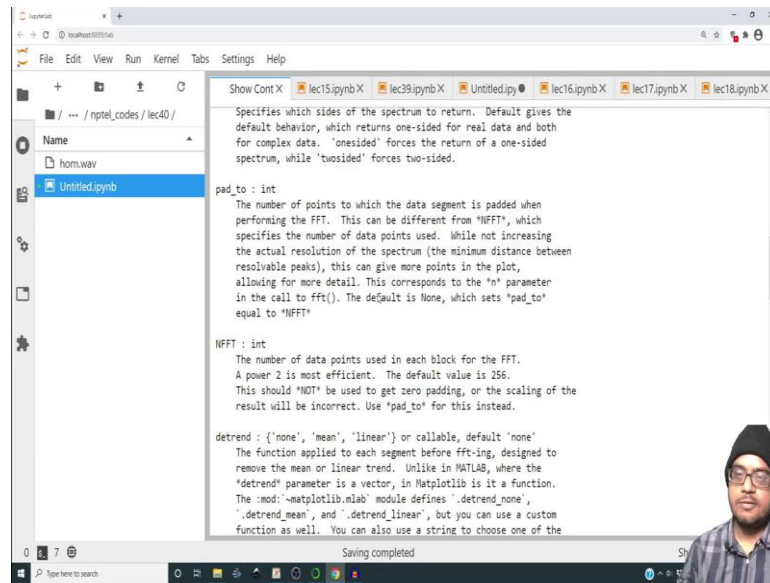 JupyterLab
localhost:8889/lab
File Edit View Run Kernel Tabs Settings Help
Show Cont X lec15.ipynb X lec39.ipynb X Untitled.ipy lec16.ipynb X lec17.ipynb X lec18.ipynb X
/ ··· / nptel_codes / lec40 /
Name
horn.wav
Untitled.ipynb
Specifies which sides of the spectrum to return. Default gives the
default behavior, which returns one-sided for real data and both
for complex data. 'onesided' forces the return of a one-sided
spectrum, while 'twosided' forces two-sided.
pad_to : int
The number of points to which the data segment is padded when
performing the FFT. This can be different from *NFFT*, which
specifies the number of data points used. While not increasing
the actual resolution of the spectrum (the minimum distance between
resolvable peaks), this can give more points in the plot,
allowing for more detail. This corresponds to the *n* parameter
in the call to fft(). The default is None, which sets *pad_to*
equal to *NFFT*
NFFT : int
The number of data points used in each block for the FFT.
A power 2 is most efficient. The default value is 256.
This should *NOT* be used to get zero padding, or the scaling of the
result will be incorrect. Use *pad_to* for this instead.
detrend : {'none', 'mean', 'linear'} or callable, default 'none'
The function applied to each segment before fft-ing, designed to
remove the mean or linear trend. Unlike in MATLAB, where the
*detrend* parameter is a vector, in Matplotlib is it a function.
The :mod:`~matplotlib.mlab` module defines `.detrend_none`,
`.detrend_mean`, and `.detrend_linear`, but you can use a custom
function as well. You can also use a string to choose one of the
0 7 Saving completed Sh
Type here to search